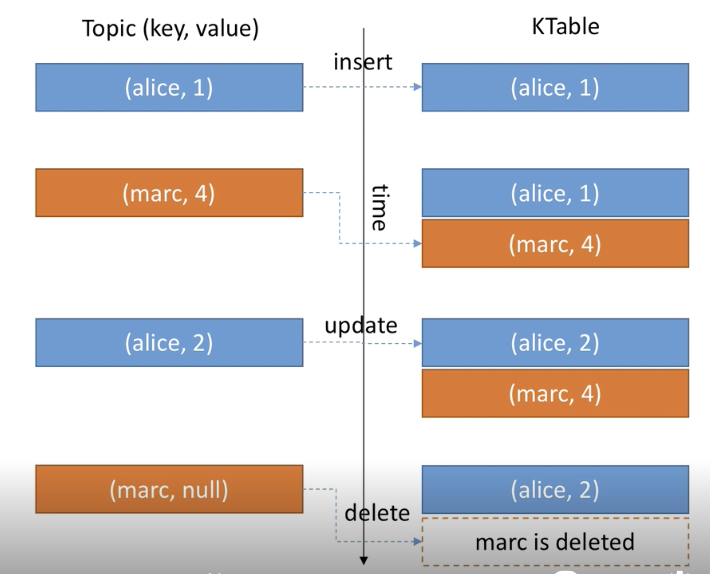 Topic (key, value)
KTable
insert
(alice, 1)
(alice, 1)
(marc, 4)
time
(alice, 1)
(marc, 4)
update
(alice, 2)
(alice, 2)
(marc, 4)
(marc, null)
(alice, 2)
delete
marc is deleted